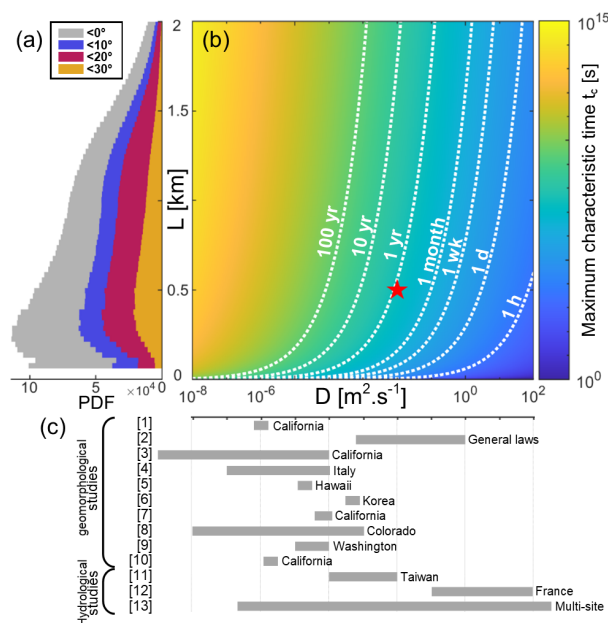 (a)
<0°
<10°
<20°
<30°
(b)
2
1.5
1
0.5
0
L [km]
10
5
0
×10⁴
PDF
100 yr
10 yr
1 yr
1 month
1 wk
1 d
1 h
10⁻⁸
10⁻⁶
10⁻⁴
10⁻²
10⁰
10²
D [m².s⁻¹]
10¹⁵
10⁰
Maximum characteristic time t_c [s]
(c)
geomorphological
studies
Hydrological
studies
[1] California
[2] General laws
[3] California
[4] Italy
[5] Hawaii
[6] Korea
[7] California
[8] Colorado
[9] Washington
[10] California
[11] Taiwan
[12] France
[13] Multi-site